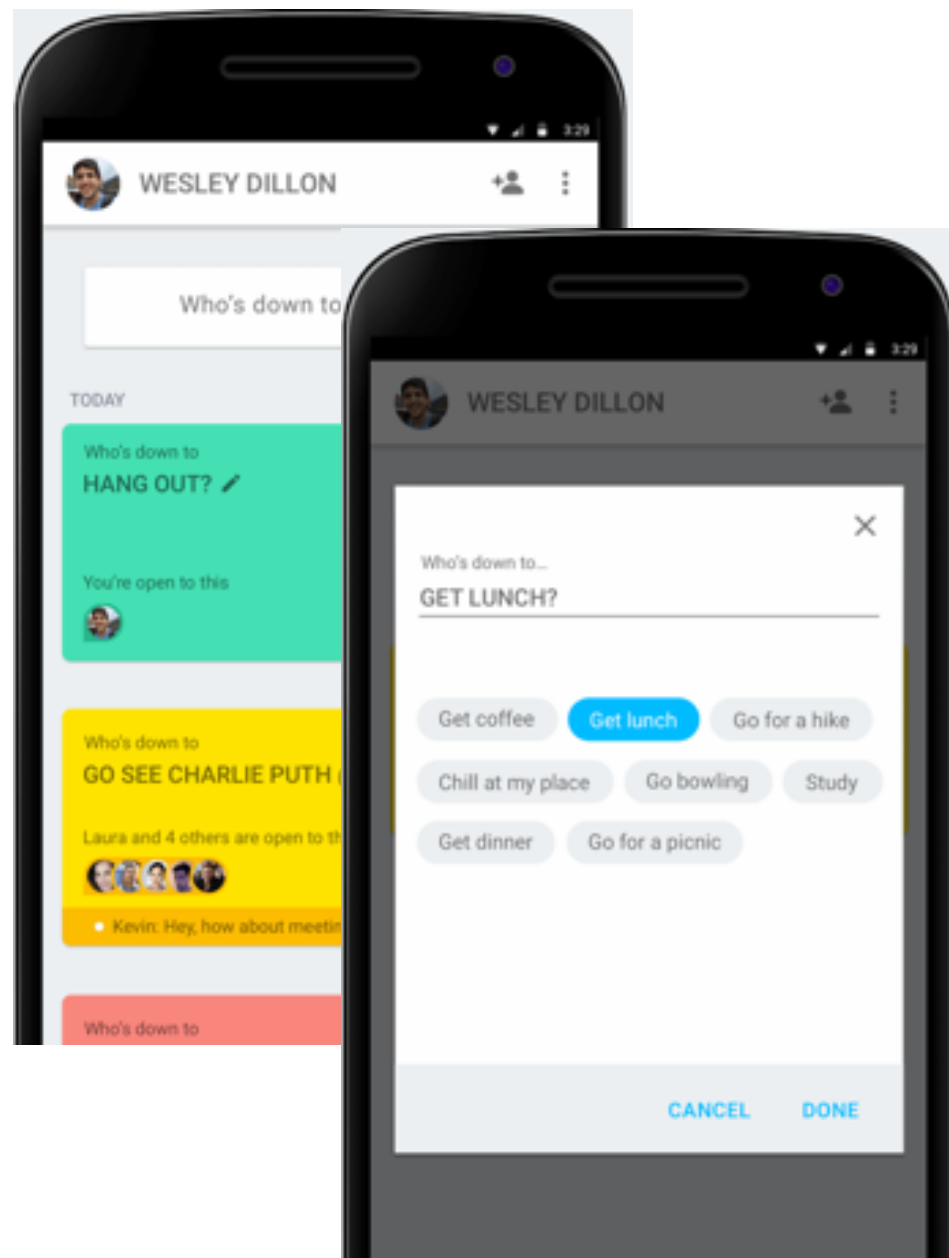 3:29
WESLEY DILLON
Who's down to
TODAY
Who's down to
HANG OUT?
You're open to this
Who's down to
GO SEE CHARLIE PUTH
Laura and 4 others are open to
Kevin: Hey, how about
Who's down to
3:29
WESLEY DILLON
Who's down to...
GET LUNCH?
Get coffee
Get lunch
Go for a hike
Chill at my place
Go bowling
Study
Get dinner
Go for a picnic
CANCEL
DONE